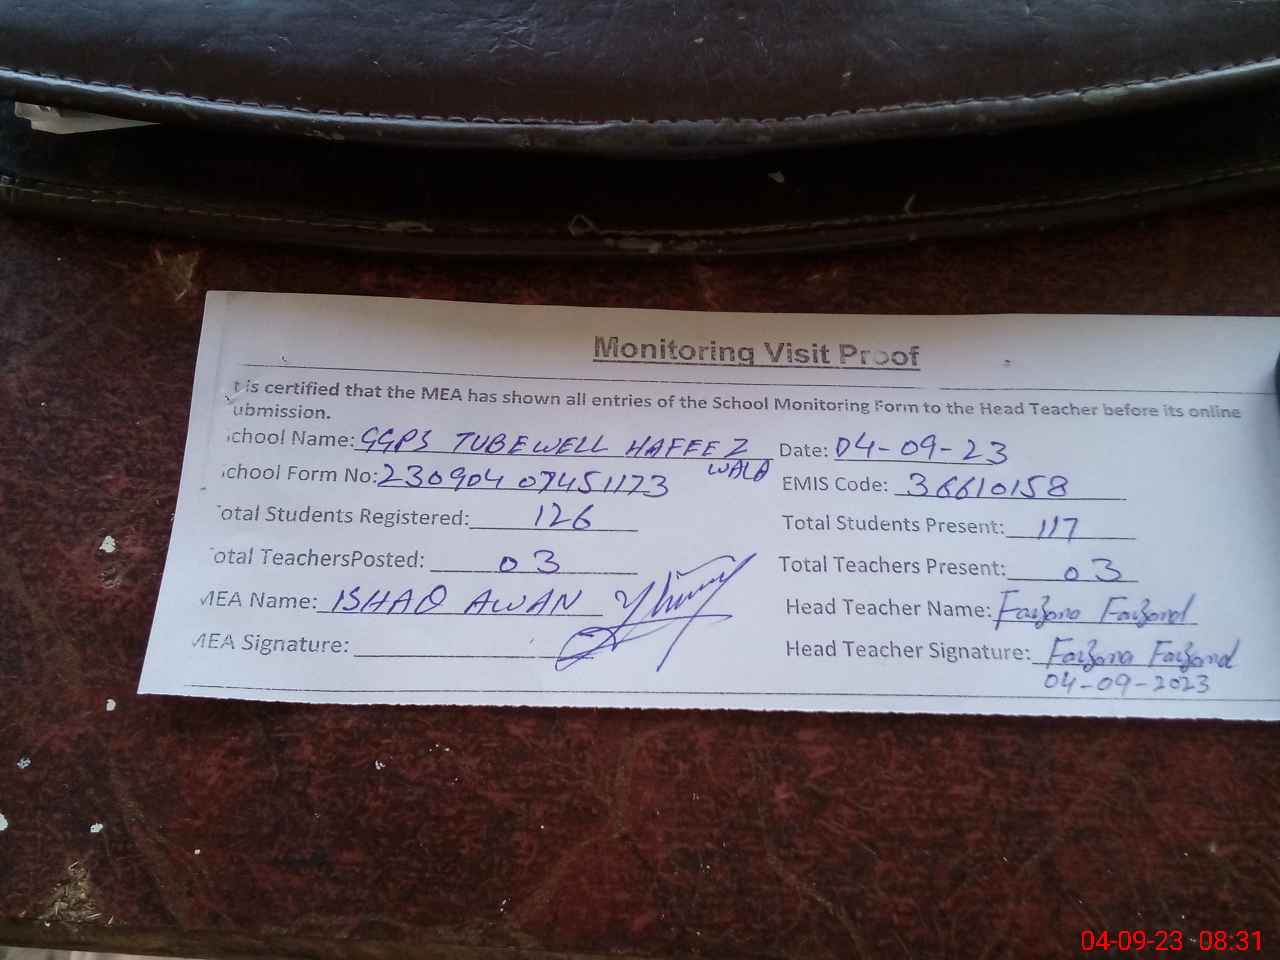 Monitoring Visit Proof
t is certified that the MEA has shown all entries of the School Monitoring Form to the Head Teacher before its online
ubmission.
chool Name: GGPS TUBEWELL HAFEEZ WALA Date: 04-09-23
chool Form No: 230904 07451173 EMIS Code: 36610158
otal Students Registered: 126 Total Students Present: 117
otal TeachersPosted: 03 Total Teachers Present: 03
MEA Name: ISHAQ AWAN Head Teacher Name:
MEA Signature: Head Teacher Signature:
04-09-2023
04-09-23 08:31